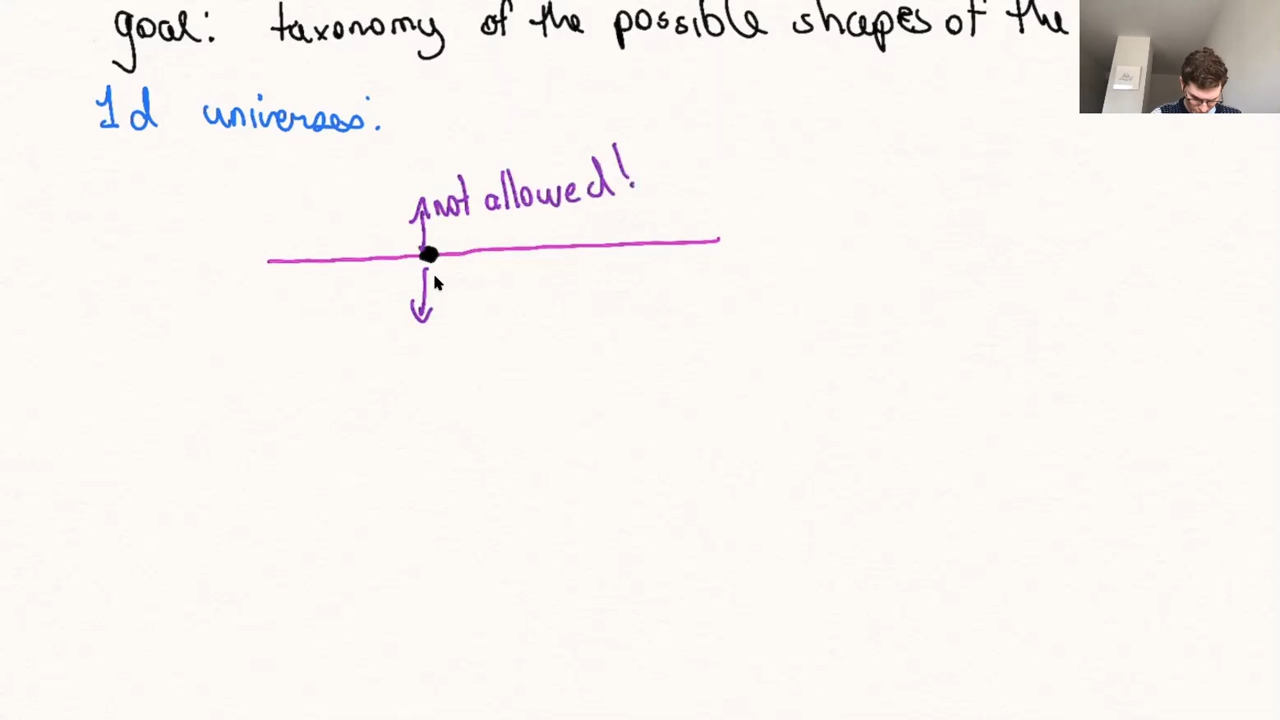 goal: taxonomy of the possible shapes of the
1d universes:
not allowed!